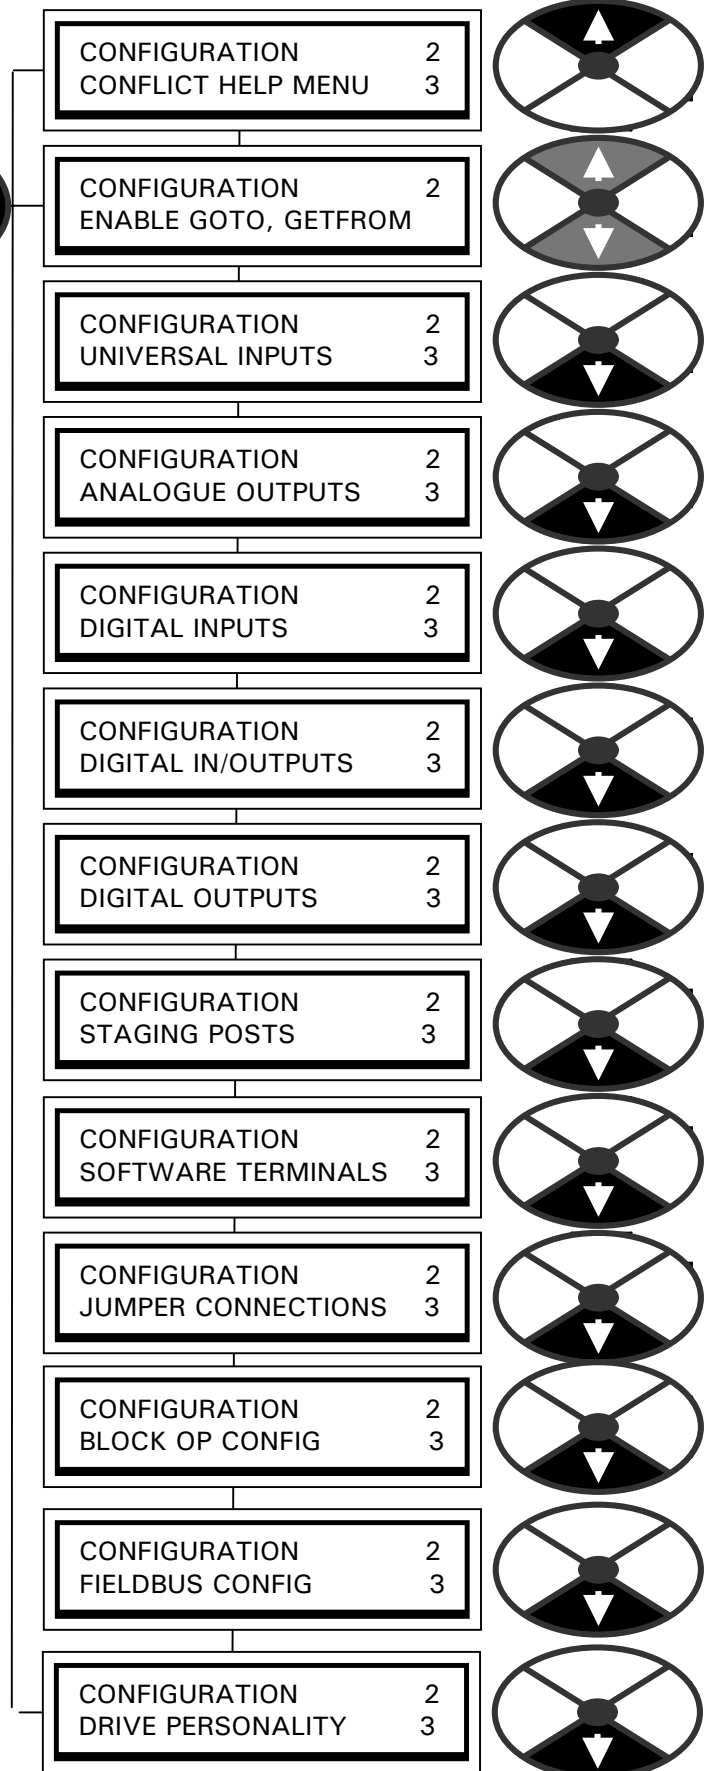 CONFIGURATION 2
CONFLICT HELP MENU 3
CONFIGURATION 2
ENABLE GOTO, GETFROM
CONFIGURATION 2
UNIVERSAL INPUTS 3
CONFIGURATION 2
ANALOGUE OUTPUTS 3
CONFIGURATION 2
DIGITAL INPUTS 3
CONFIGURATION 2
DIGITAL IN/OUTPUTS 3
CONFIGURATION 2
DIGITAL OUTPUTS 3
CONFIGURATION 2
STAGING POSTS 3
CONFIGURATION 2
SOFTWARE TERMINALS 3
CONFIGURATION 2
JUMPER CONNECTIONS 3
CONFIGURATION 2
BLOCK OP CONFIG 3
CONFIGURATION 2
FIELDBUS CONFIG 3
CONFIGURATION 2
DRIVE PERSONALITY 3